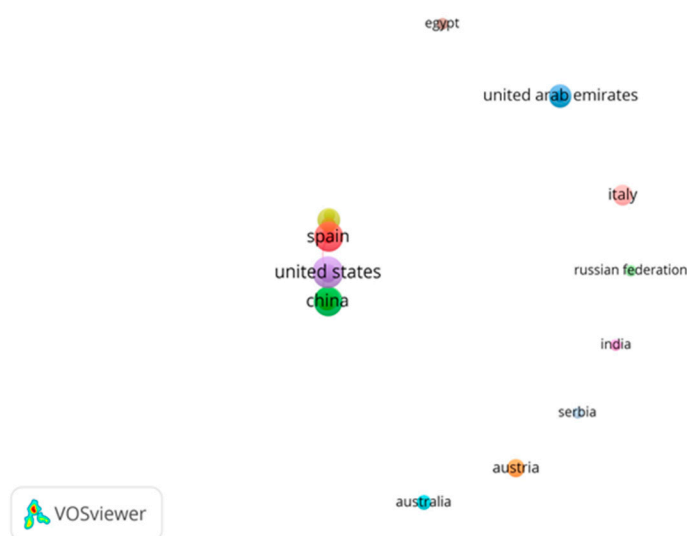 egypt
united arab emirates
italy
spain
united states
russian federation
china
india
serbia
austria
australia
VOSviewer